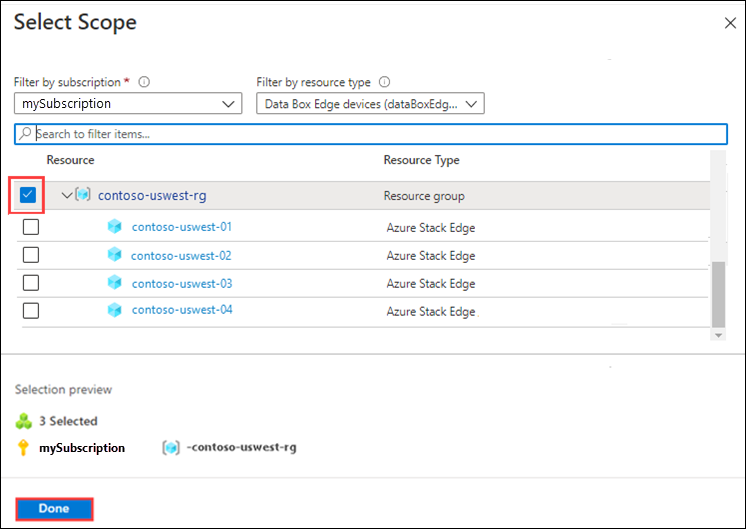 Select Scope
Filter by subscription * Filter by resource type
mySubscription Data Box Edge devices (dataBoxEdg...
Search to filter items...
Resource Resource Type
contoso-uswest-rg Resource group
contoso-uswest-01 Azure Stack Edge
contoso-uswest-02 Azure Stack Edge
contoso-uswest-03 Azure Stack Edge
contoso-uswest-04 Azure Stack Edge
Selection preview
3 Selected
mySubscription -contoso-uswest-rg
Done